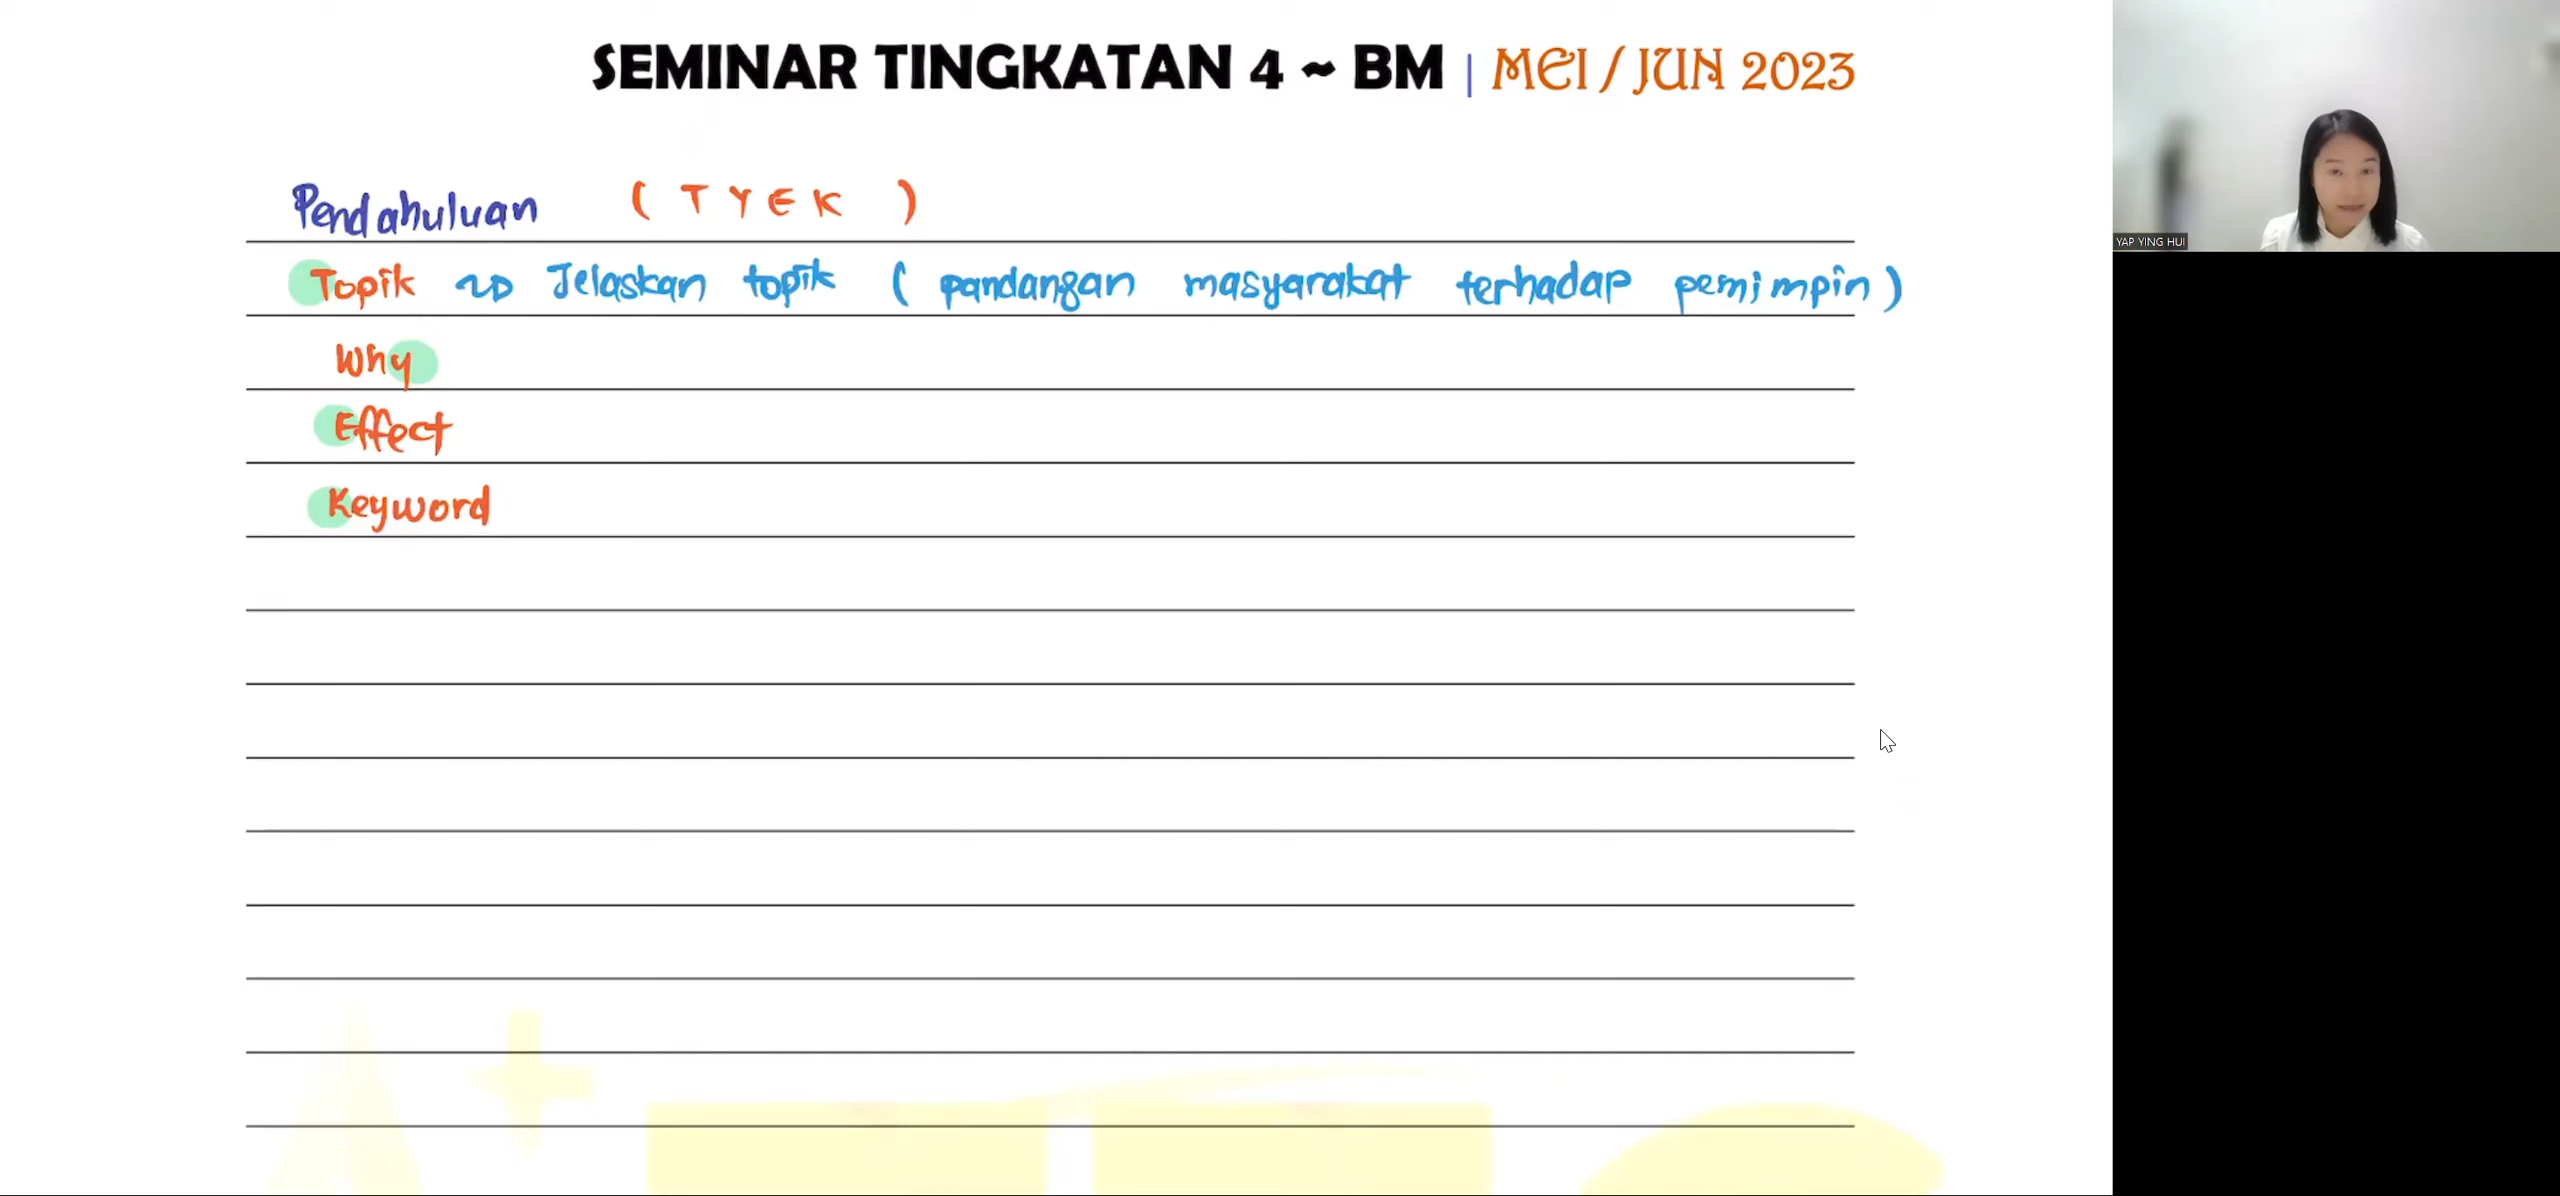 SEMINAR TINGKATAN 4 ~ BM | MEI / JUN 2023
Pendahuluan ( T Y E K )
Topik ~> Jelaskan topik ( pandangan masyarakat terhadap pemimpin )
Why
Effect
Keyword
YAP YING HUI